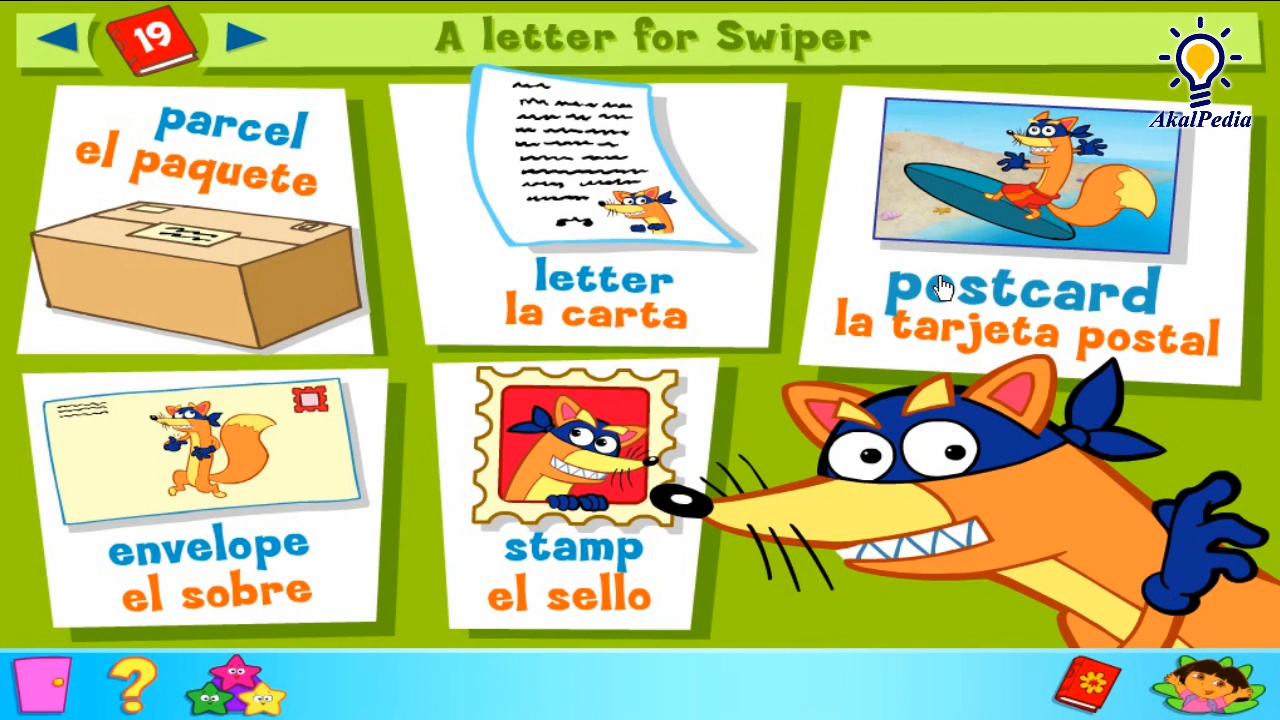 19
A letter for Swiper
AkalPedia
parcel
el paquete
letter
la carta
postcard
la tarjeta postal
envelope
el sobre
stamp
el sello
?